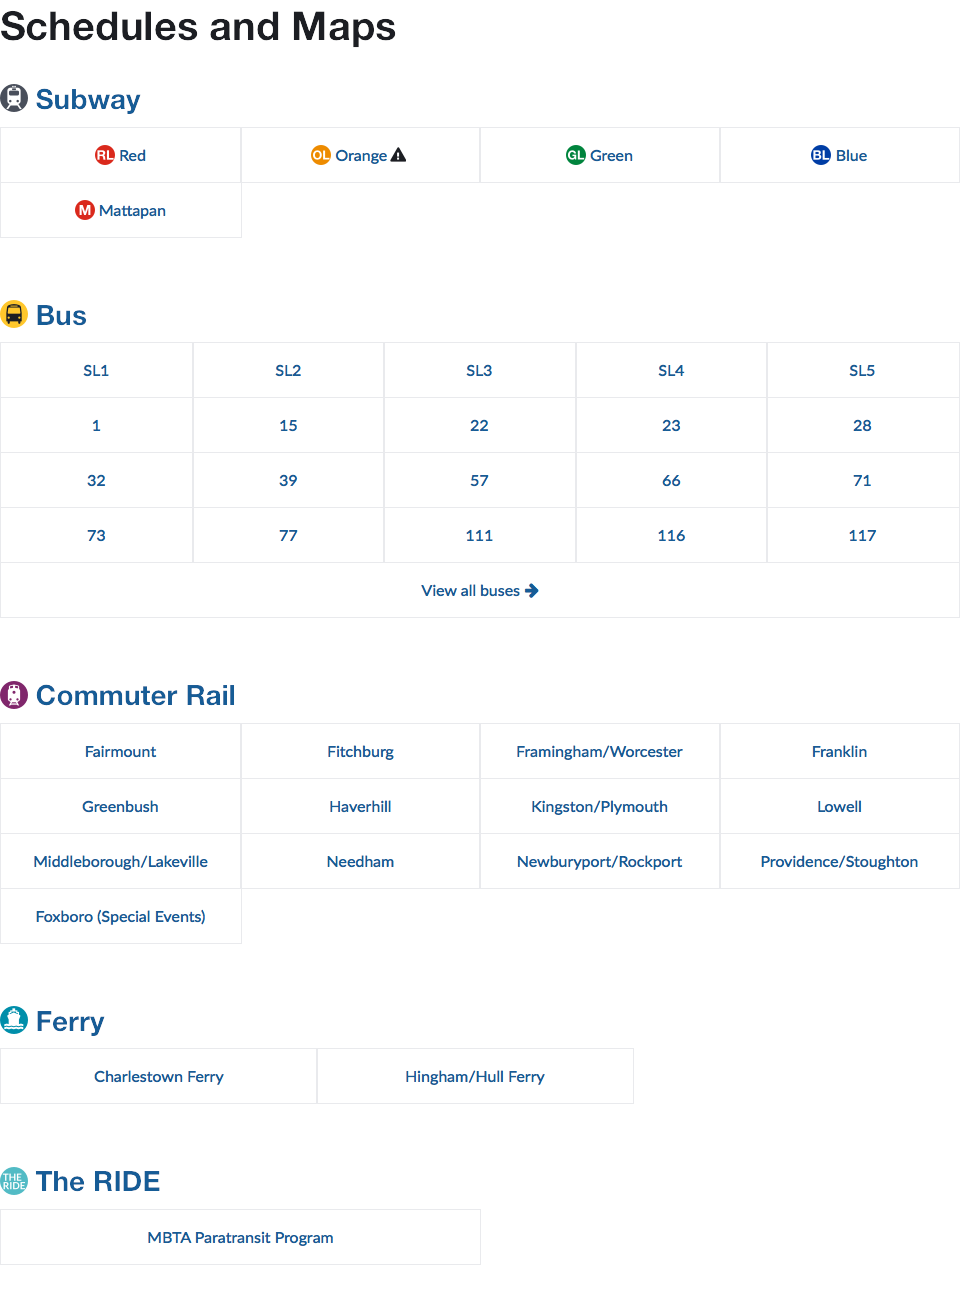 Schedules and Maps
Subway
RL Red OL Orange GL Green BL Blue
M Mattapan
Bus
SL1 SL2 SL3 SL4 SL5
1 15 22 23 28
32 39 57 66 71
73 77 111 116 117
View all buses
Commuter Rail
Fairmount Fitchburg Framingham/Worcester Franklin
Greenbush Haverhill Kingston/Plymouth Lowell
Middleborough/Lakeville Needham Newburyport/Rockport Providence/Stoughton
Foxboro (Special Events)
Ferry
Charlestown Ferry Hingham/Hull Ferry
THE RIDE The RIDE
MBTA Paratransit Program